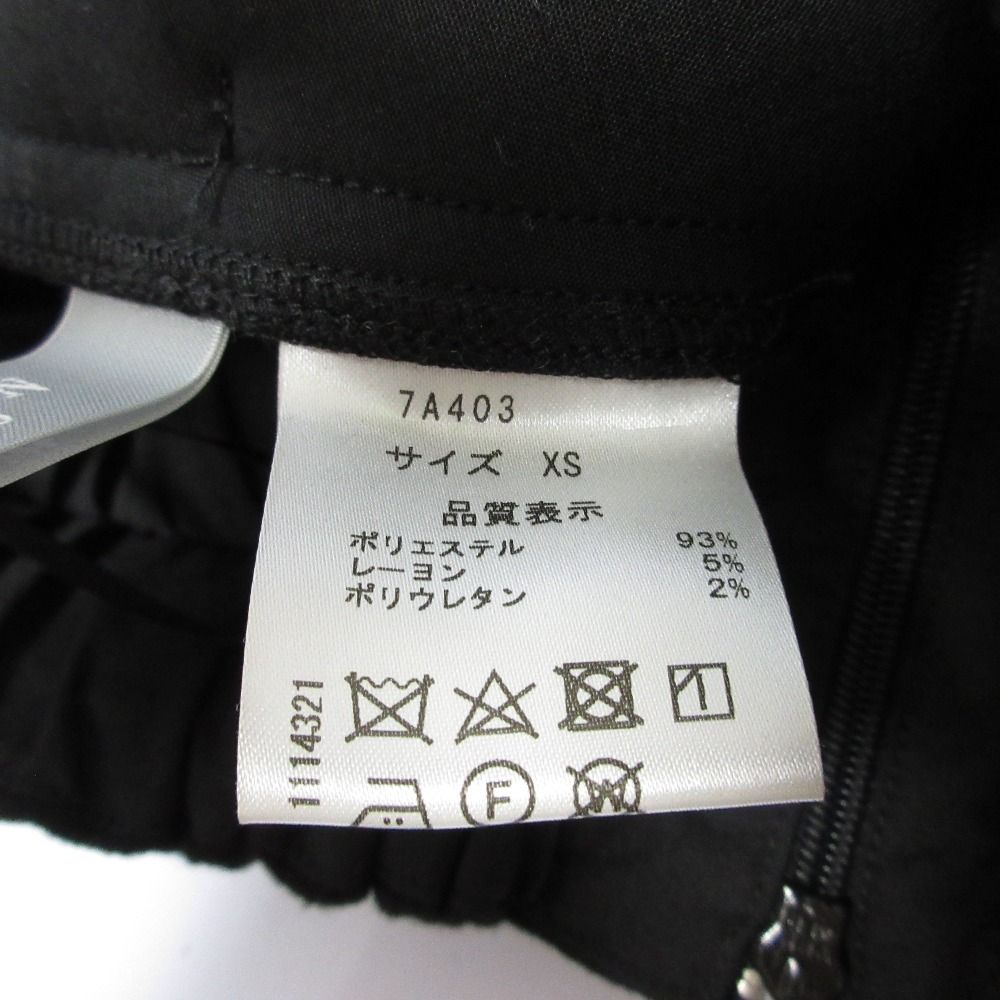 7A403
サイズ XS
品質表示
ポリエステル 93%
レーヨン 5%
ポリウレタン 2%
1114321
F
W